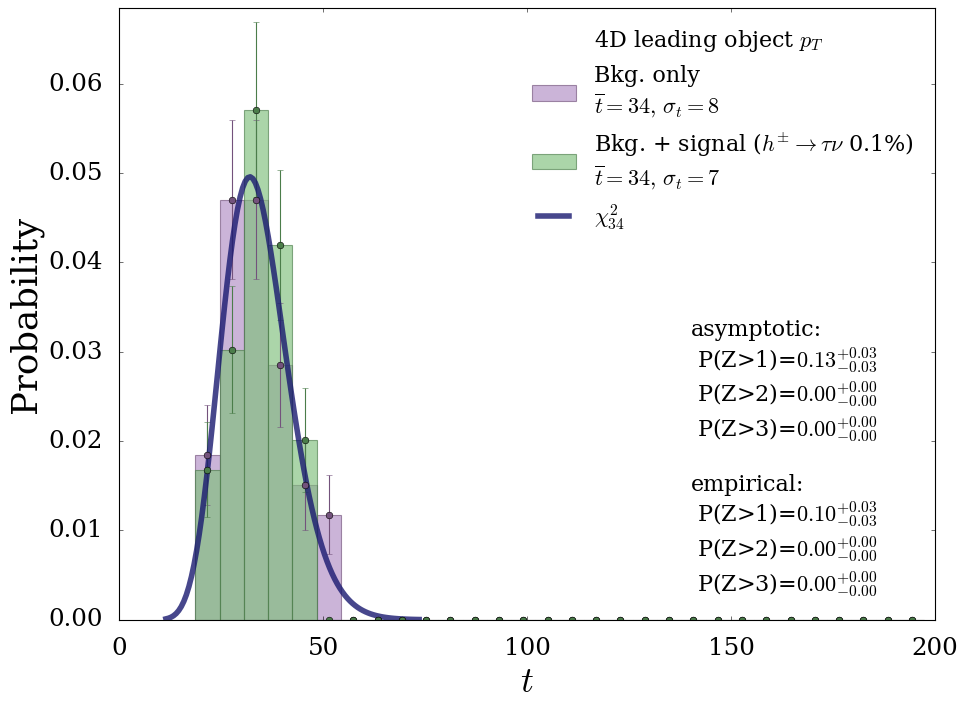 4D leading object $p_T$
Bkg. only
$\overline{t} = 34$, $\sigma_t = 8$
Bkg. + signal ($h^{\pm} \rightarrow \tau\nu$ 0.1%)
$\overline{t} = 34$, $\sigma_t = 7$
$\chi^2_{34}$
asymptotic:
P(Z>1)=$0.13^{+0.03}_{-0.03}$
P(Z>2)=$0.00^{+0.00}_{-0.00}$
P(Z>3)=$0.00^{+0.00}_{-0.00}$
empirical:
P(Z>1)=$0.10^{+0.03}_{-0.03}$
P(Z>2)=$0.00^{+0.00}_{-0.00}$
P(Z>3)=$0.00^{+0.00}_{-0.00}$
Probability
0.06
0.05
0.04
0.03
0.02
0.01
0.00
0 50 100 150 200
$t$